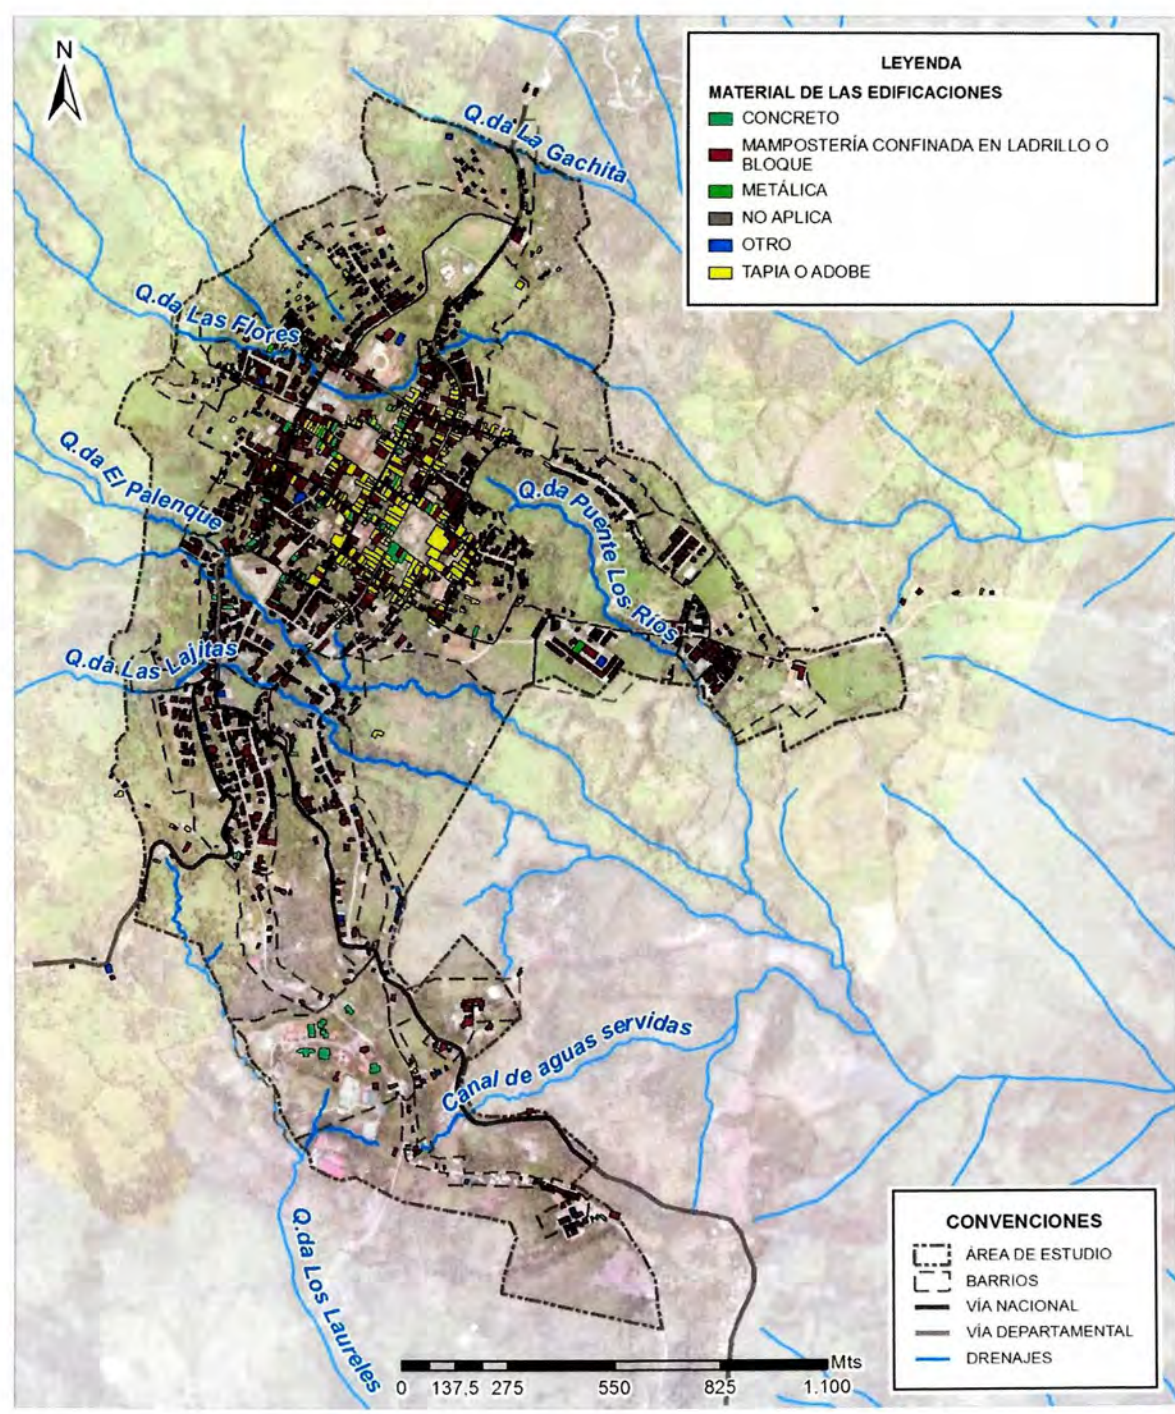 N
LEYENDA
MATERIAL DE LAS EDIFICACIONES
CONCRETO
MAMPOSTERÍA CONFINADA EN LADRILLO O
BLOQUE
METÁLICA
NO APLICA
OTRO
TAPIA O ADOBE
Q.da La Gachita
Q.da Las Flores
Q.da El Palenque
Q.da Puente Los Ríos
Q.da Las Lajitas
Canal de aguas servidas
Q.da Los Laureles
CONVENCIONES
ÁREA DE ESTUDIO
BARRIOS
VÍA NACIONAL
VÍA DEPARTAMENTAL
DRENAJES
Mts
0 137,5 275 550 825 1.100